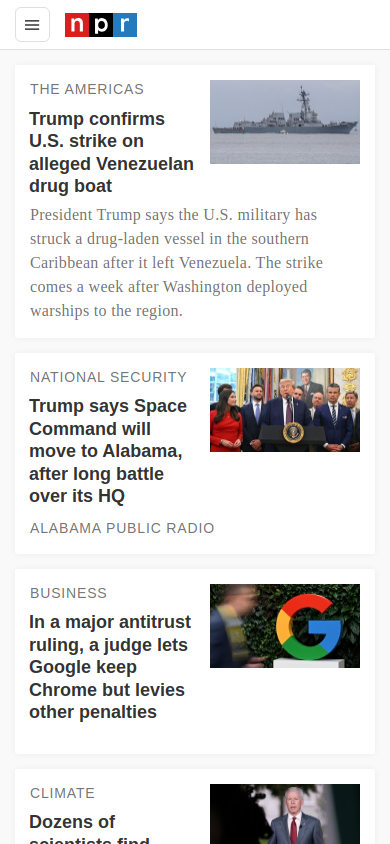 npr
THE AMERICAS
Trump confirms
U.S. strike on
alleged Venezuelan
drug boat
President Trump says the U.S. military has
struck a drug-laden vessel in the southern
Caribbean after it left Venezuela. The strike
comes a week after Washington deployed
warships to the region.
NATIONAL SECURITY
Trump says Space
Command will
move to Alabama,
after long battle
over its HQ
ALABAMA PUBLIC RADIO
BUSINESS
In a major antitrust
ruling, a judge lets
Google keep
Chrome but levies
other penalties
CLIMATE
Dozens of
scientists find